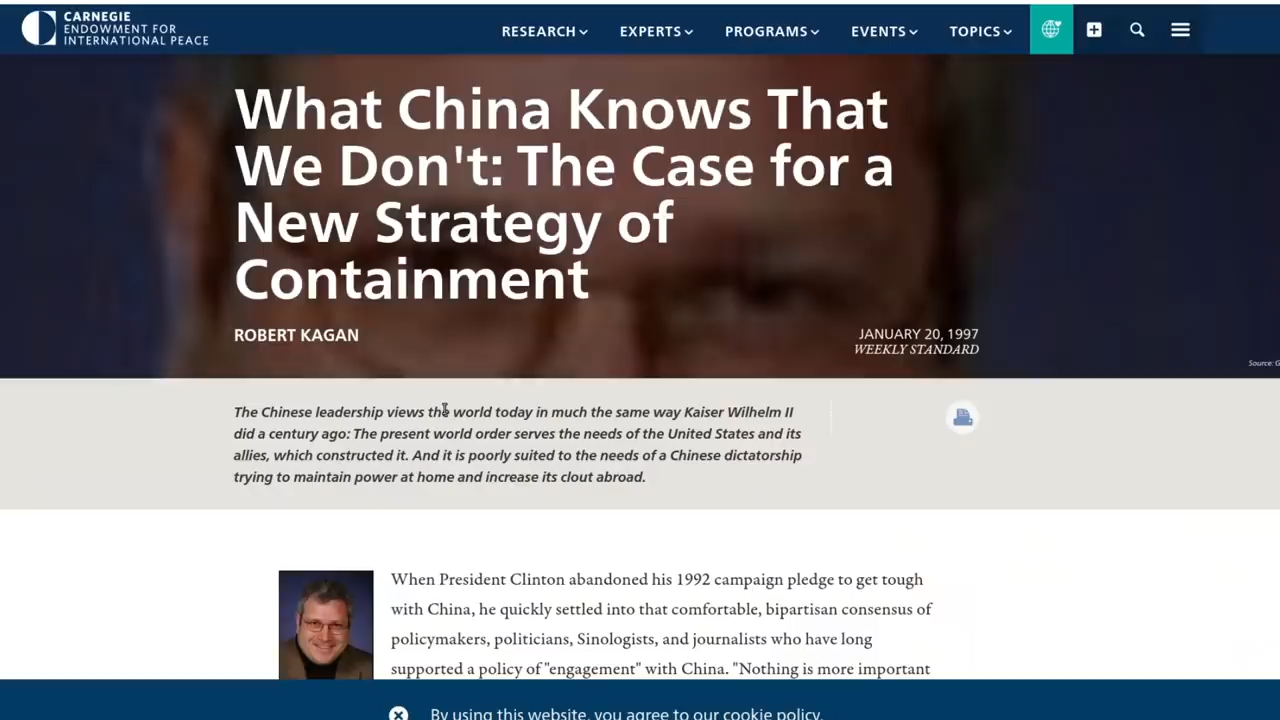 CARNEGIE
ENDOWMENT FOR
INTERNATIONAL PEACE
RESEARCH EXPERTS PROGRAMS EVENTS TOPICS
What China Knows That
We Don't: The Case for a
New Strategy of
Containment
ROBERT KAGAN
JANUARY 20, 1997
WEEKLY STANDARD
Source: G
The Chinese leadership views the world today in much the same way Kaiser Wilhelm II
did a century ago: The present world order serves the needs of the United States and its
allies, which constructed it. And it is poorly suited to the needs of a Chinese dictatorship
trying to maintain power at home and increase its clout abroad.
When President Clinton abandoned his 1992 campaign pledge to get tough
with China, he quickly settled into that comfortable, bipartisan consensus of
policymakers, politicians, Sinologists, and journalists who have long
supported a policy of "engagement" with China. "Nothing is more important
By using this website, you agree to our cookie policy.